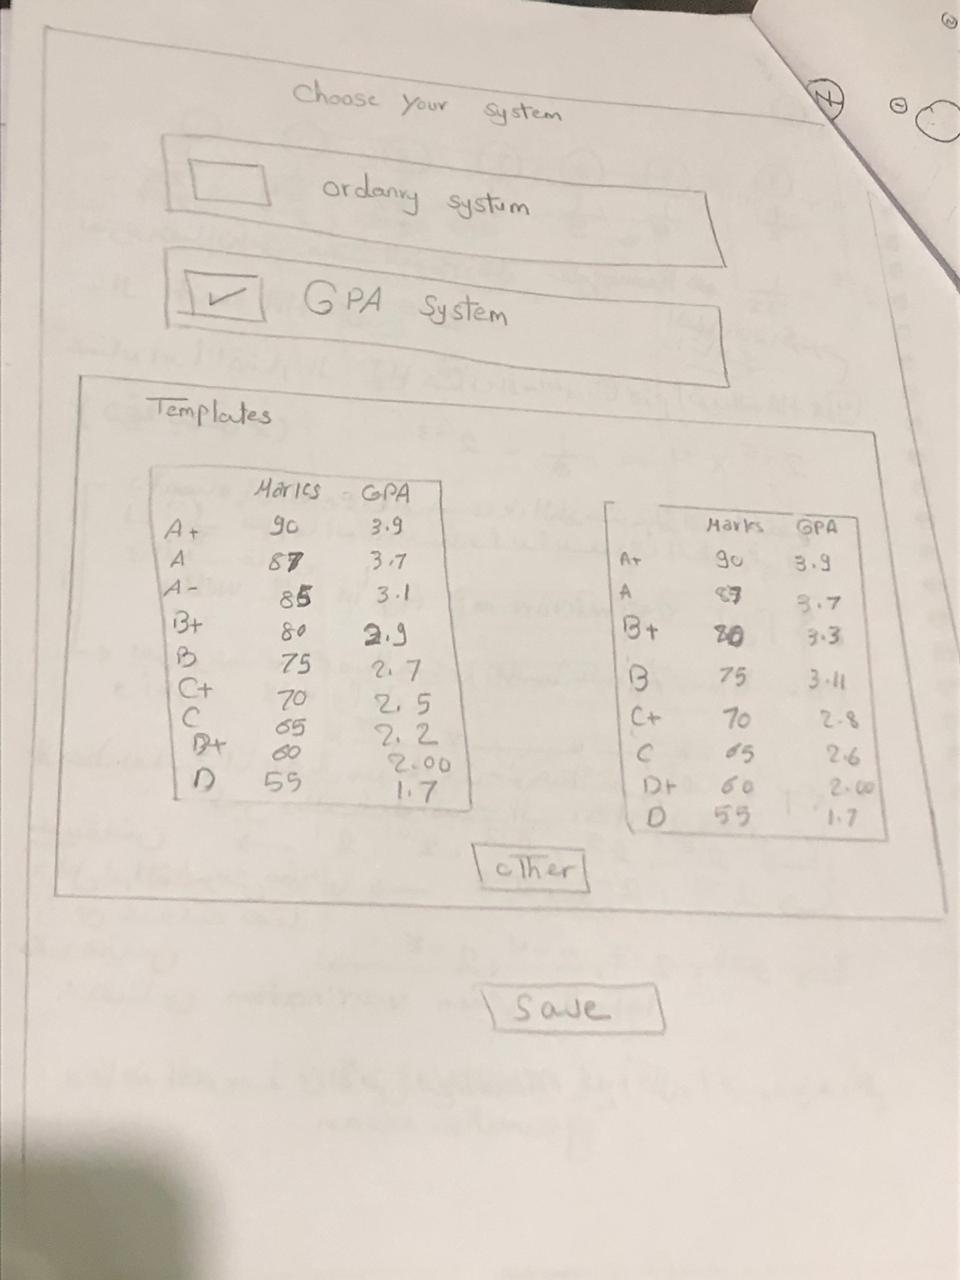 Choose your system
ordanry systum
GPA System
Templates
Marks GPA
A+ 90 3.9
A 87 3.7
A- 85 3.1
B+ 80 2.9
B 75 2.7
C+ 70 2.5
C 65 2.2
D+ 60 2.00
D 55 1.7
Marks GPA
A+ 90 3.9
A 87 3.7
B+ 80 3.3
B 75 3.11
C+ 70 2.8
C 65 2.6
D+ 60 2.00
D 55 1.7
other
Save